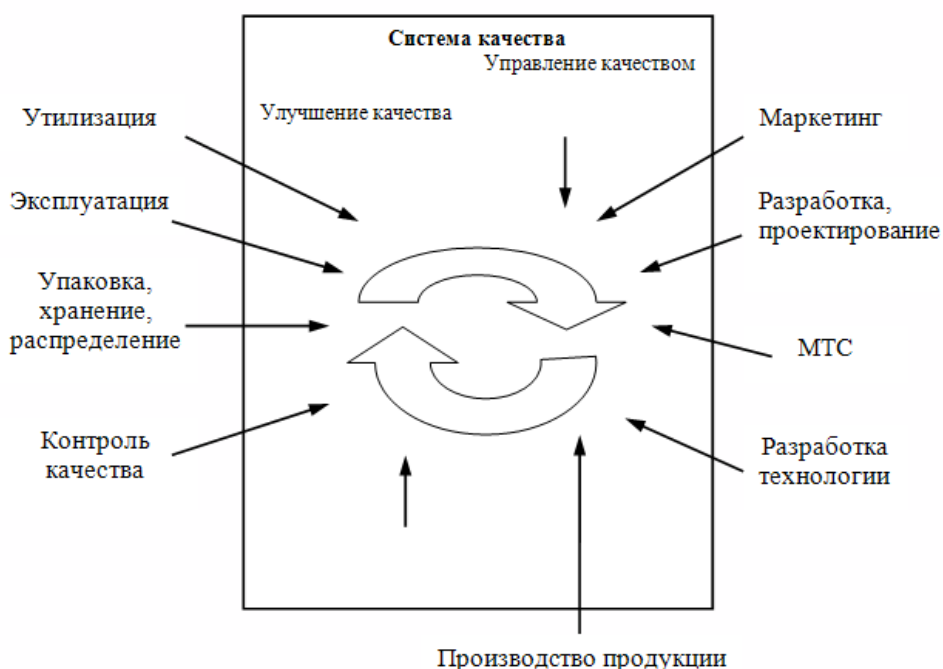 Система качества
Управление качеством
Улучшение качества
Утилизация
Маркетинг
Эксплуатация
Разработка,
проектирование
Упаковка,
хранение,
распределение
МТС
Контроль
качества
Разработка
технологии
Производство продукции